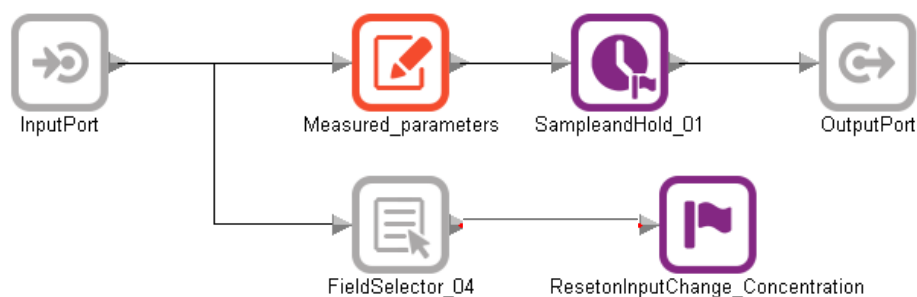 InputPort
Measured_parameters
SampleandHold_01
OutputPort
FieldSelector_04
ResetonInputChange_Concentration